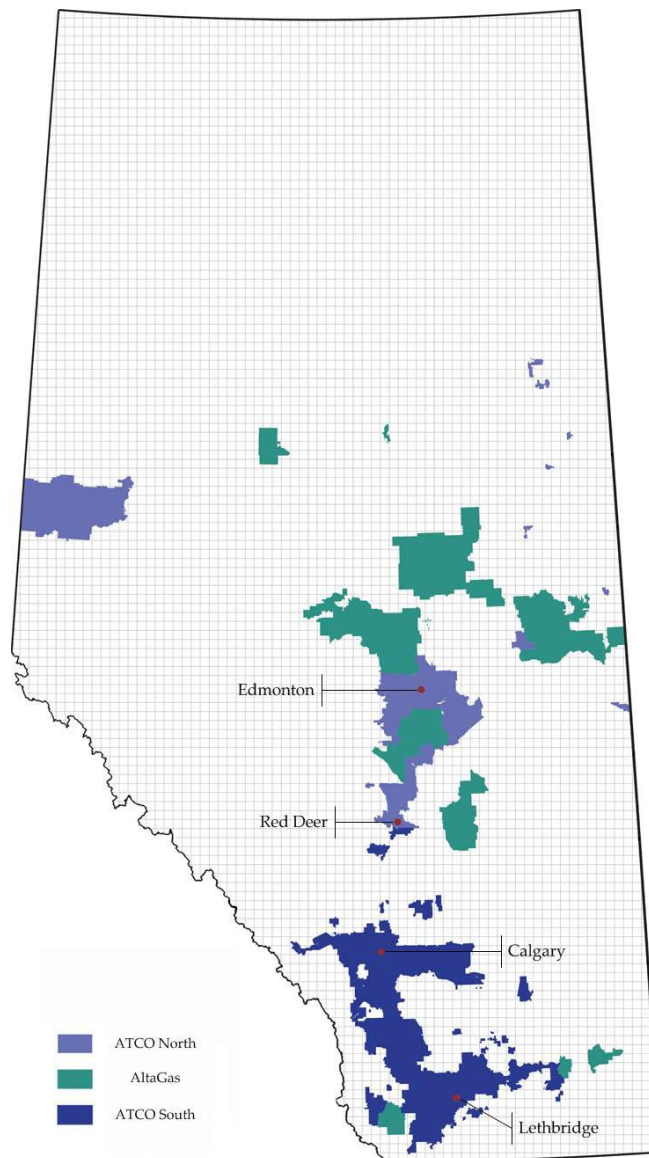 Edmonton
Red Deer
Calgary
ATCO North
AltaGas
ATCO South
Lethbridge